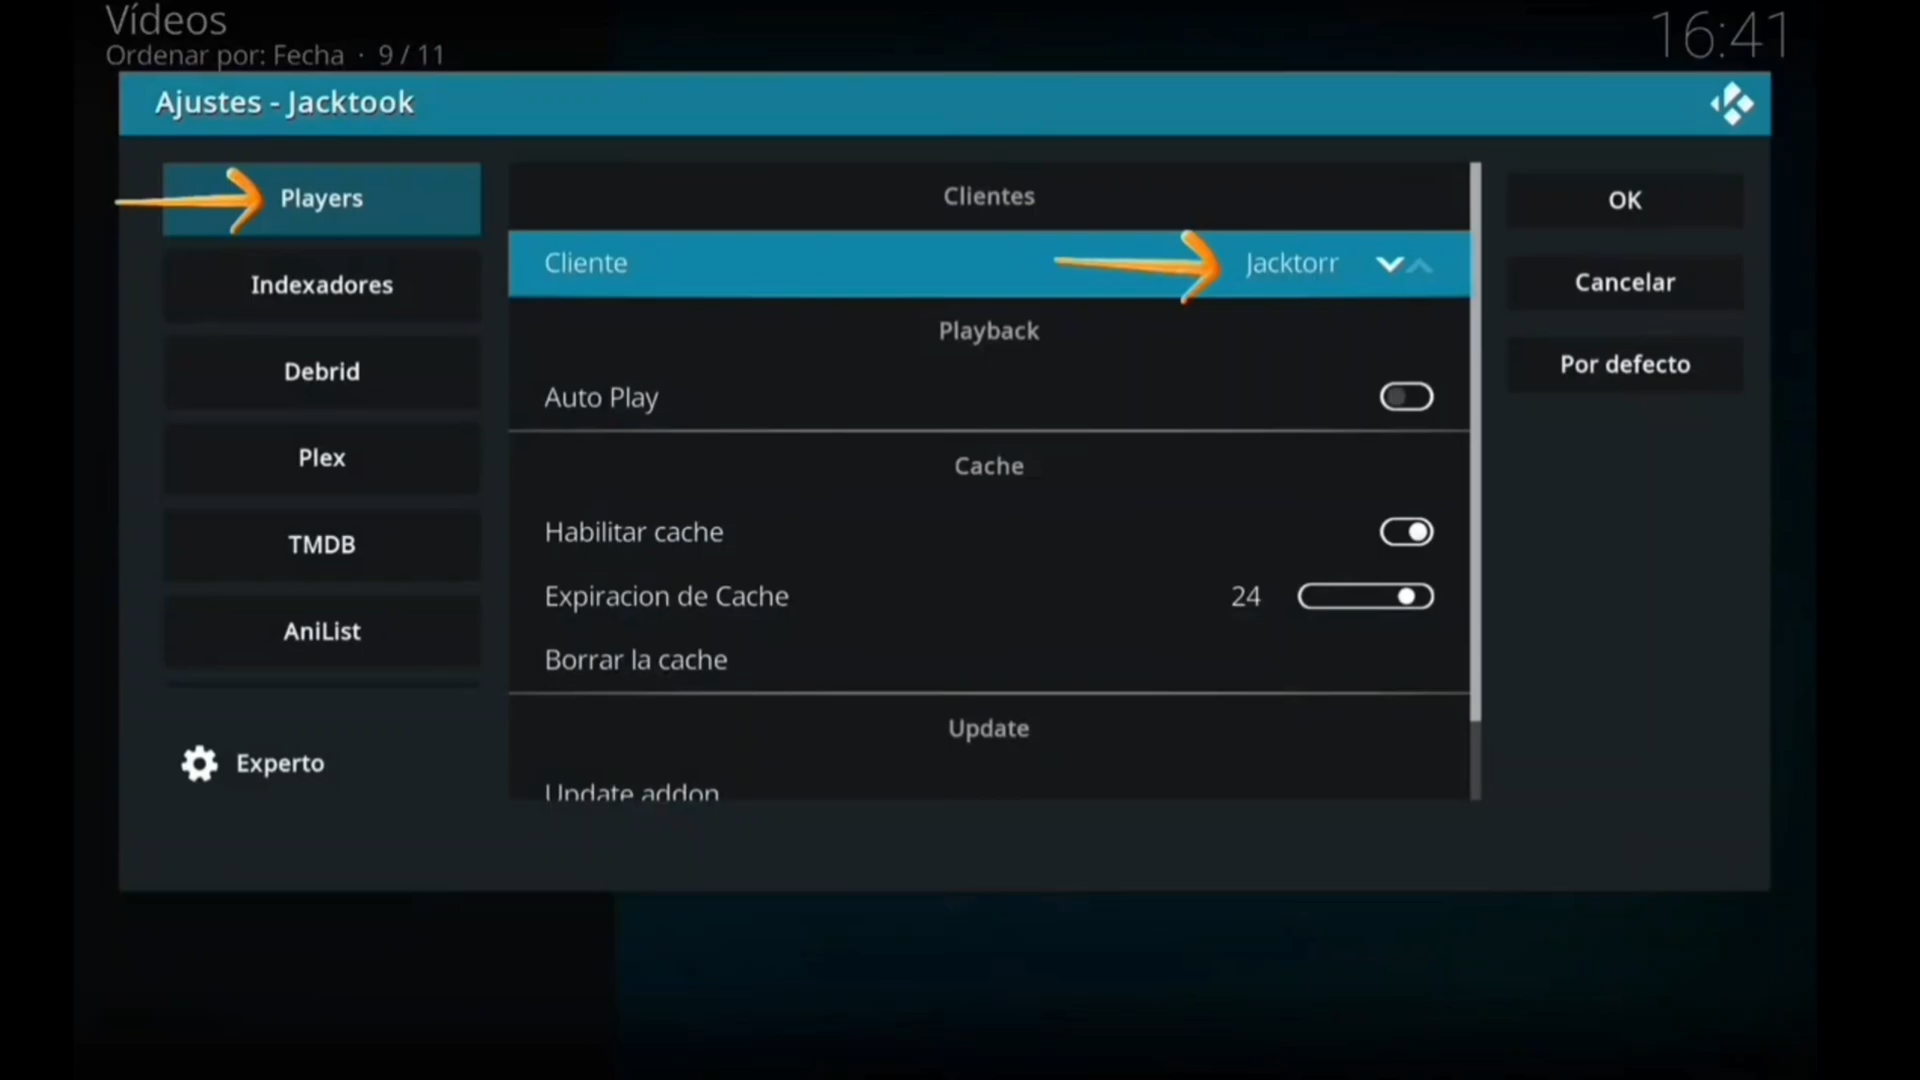 Vídeos
Ordenar por: Fecha · 9 / 11
16:41
Ajustes - Jacktook
Players
Indexadores
Debrid
Plex
TMDB
AniList
Experto
Clientes
Cliente Jacktorr
Playback
Auto Play
Cache
Habilitar cache
Expiracion de Cache 24
Borrar la cache
Update
Update addon
OK
Cancelar
Por defecto